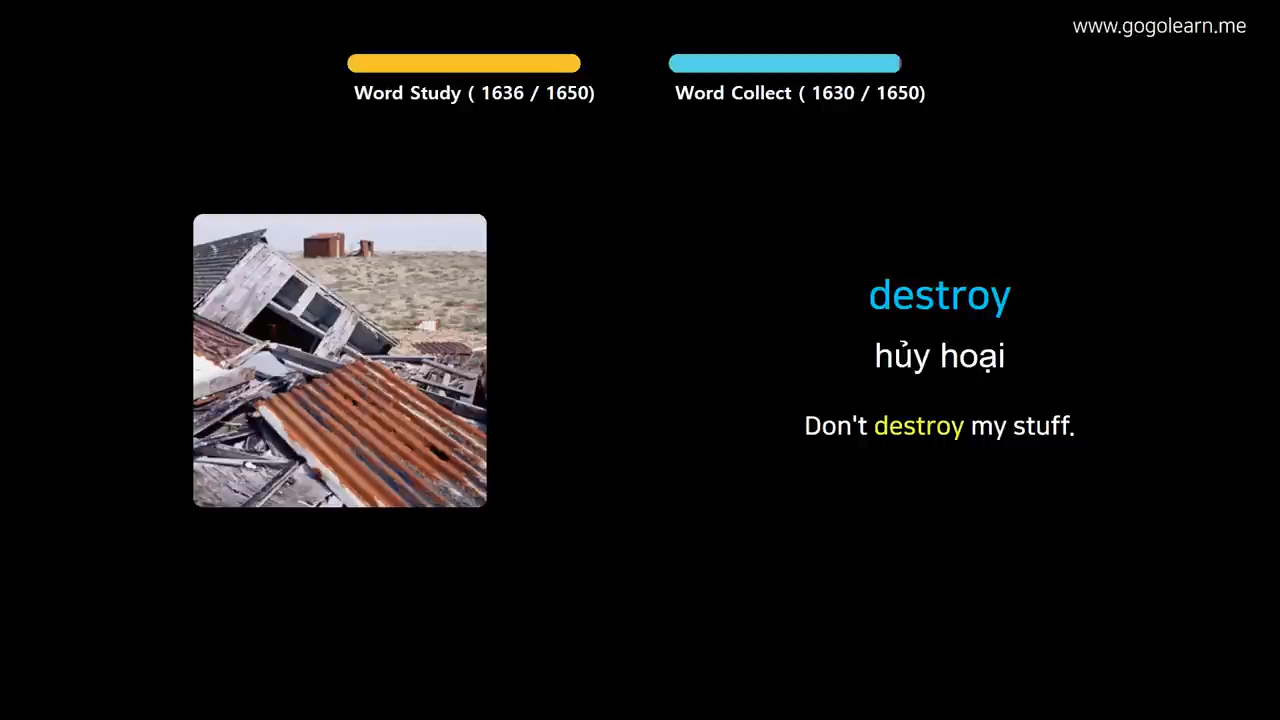 www.gogolearn.me
Word Study ( 1636 / 1650)
Word Collect ( 1630 / 1650)
destroy
hủy hoại
Don't destroy my stuff.